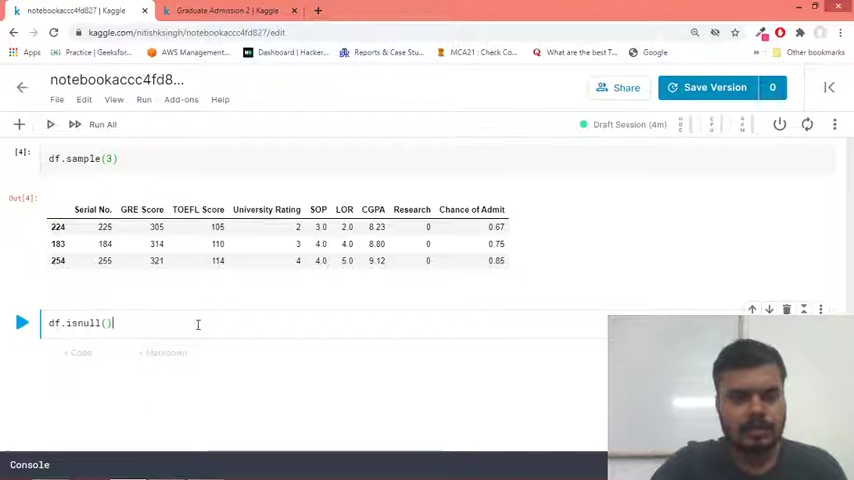 notebookaccc4fd827 | Kaggle
Graduate Admission 2 | Kaggle
kaggle.com/nitishksingh/notebookaccc4fd827/edit
Apps
Practice | Geeksforg...
AWS Management...
Dashboard | Hacker...
Reports & Case Stu...
MCA21 : Check Co...
What are the best T...
Google
Other bookmarks
notebookaccc4fd8...
File Edit View Run Add-ons Help
Share
Save Version 0
Run All
Draft Session (4m)
[4]:
df.sample(3)
Out[4]:
Serial No. GRE Score TOEFL Score University Rating SOP LOR CGPA Research Chance of Admit
224 225 305 105 2 3.0 2.0 8.23 0 0.67
183 184 314 110 3 4.0 4.0 8.80 0 0.75
254 255 321 114 4 4.0 5.0 9.12 0 0.85
df.isnull()
+ Code + Markdown
Console